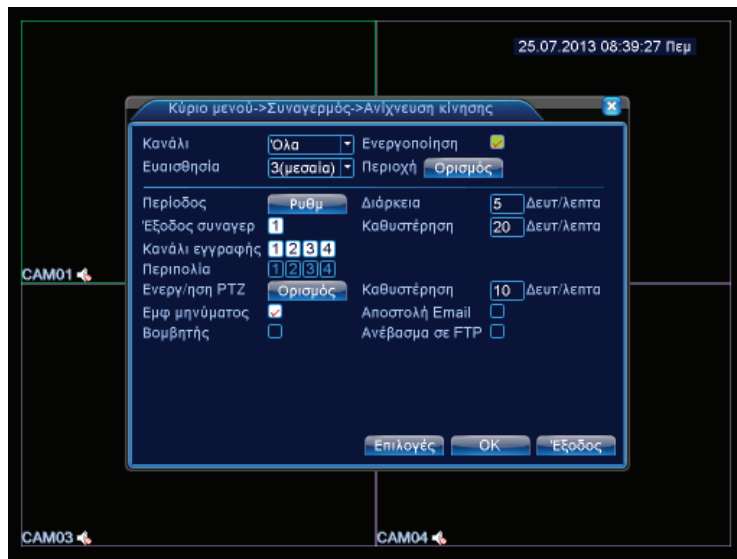 25.07.2013 08:39:27 Πεμ
Κύριο μενού->Συναγερμός->Ανίχνευση κίνησης
Κανάλι Όλα Ενεργοποίηση
Ευαισθησία 3(μεσαία) Περιοχή Ορισμός
Περίοδος Ρυθμ Διάρκεια 5 Δευτ/λεπτα
Έξοδος συναγερ 1 Καθυστέρηση 20 Δευτ/λεπτα
Κανάλι εγγραφής 1 2 3 4
Περιπολία 1 2 3 4
CAM01
Ενεργ/ηση PTZ Ορισμός Καθυστέρηση 10 Δευτ/λεπτα
Εμφ μηνύματος Αποστολή Email
Βομβητής Ανέβασμα σε FTP
Επιλογές OK Έξοδος
CAM03 CAM04